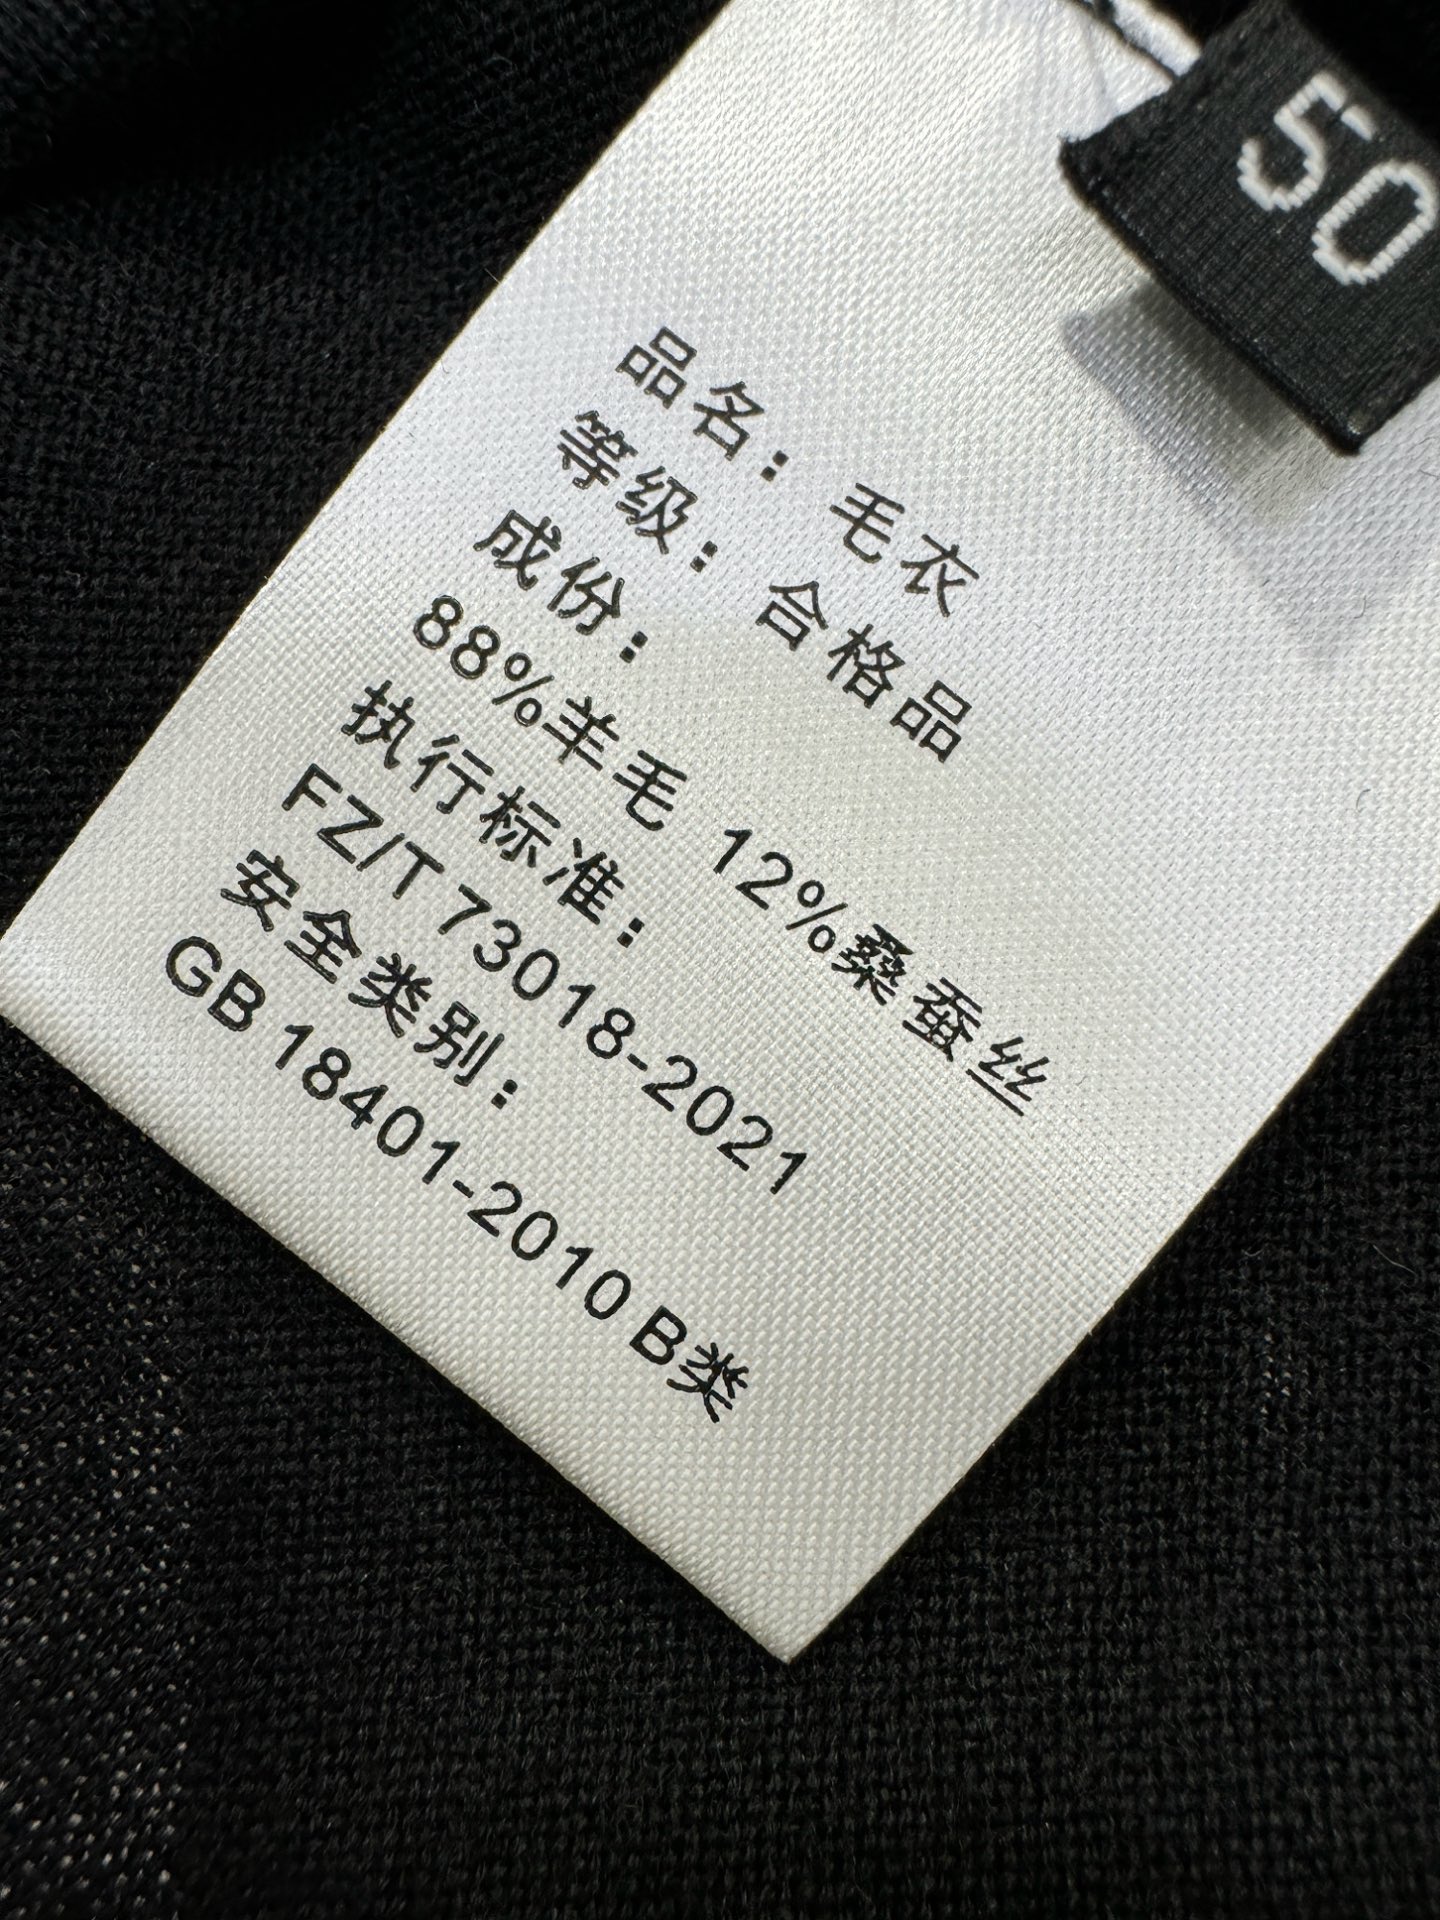 50
品名：毛衣
等级：合格品
成份：
88%羊毛 12%桑蚕丝
执行标准：
FZ/T 73018-2021
安全类别：
GB 18401-2010 B类